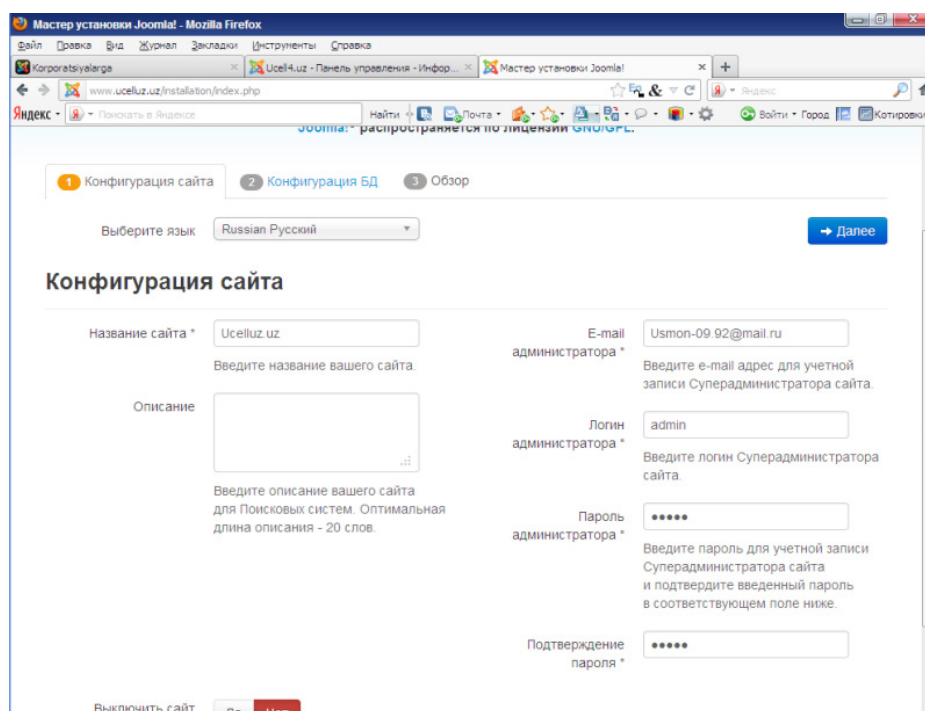 Мастер установки Joomla! - Mozilla Firefox
Файл Правка Вид Журнал Закладки Инструменты Справка
Korporatsiyalarga × Ucell4.uz - Панель управления - Инфор... × Мастер установки Joomla! × +
www.ucelluz.uz/installation/index.php Яндекс
Яндекс Поискать в Яндексе Найти Почта Войти Город Котировки
Joomla!® распространяется по лицензии GNU/GPL.
1 Конфигурация сайта 2 Конфигурация БД 3 Обзор
Выберите язык Russian Русский → Далее
Конфигурация сайта
Название сайта * Ucelluz.uz
Введите название вашего сайта.
Описание
Введите описание вашего сайта
для Поисковых систем. Оптимальная
длина описания - 20 слов.
E-mail
администратора *
Usmon-09.92@mail.ru
Введите e-mail адрес для учетной
записи Суперадминистратора сайта.
Логин
администратора *
admin
Введите логин Суперадминистратора
сайта.
Пароль
администратора *
•••••
Введите пароль для учетной записи
Суперадминистратора сайта
и подтвердите введенный пароль
в соответствующем поле ниже.
Подтверждение
пароля *
•••••
Выключить сайт Да Нет